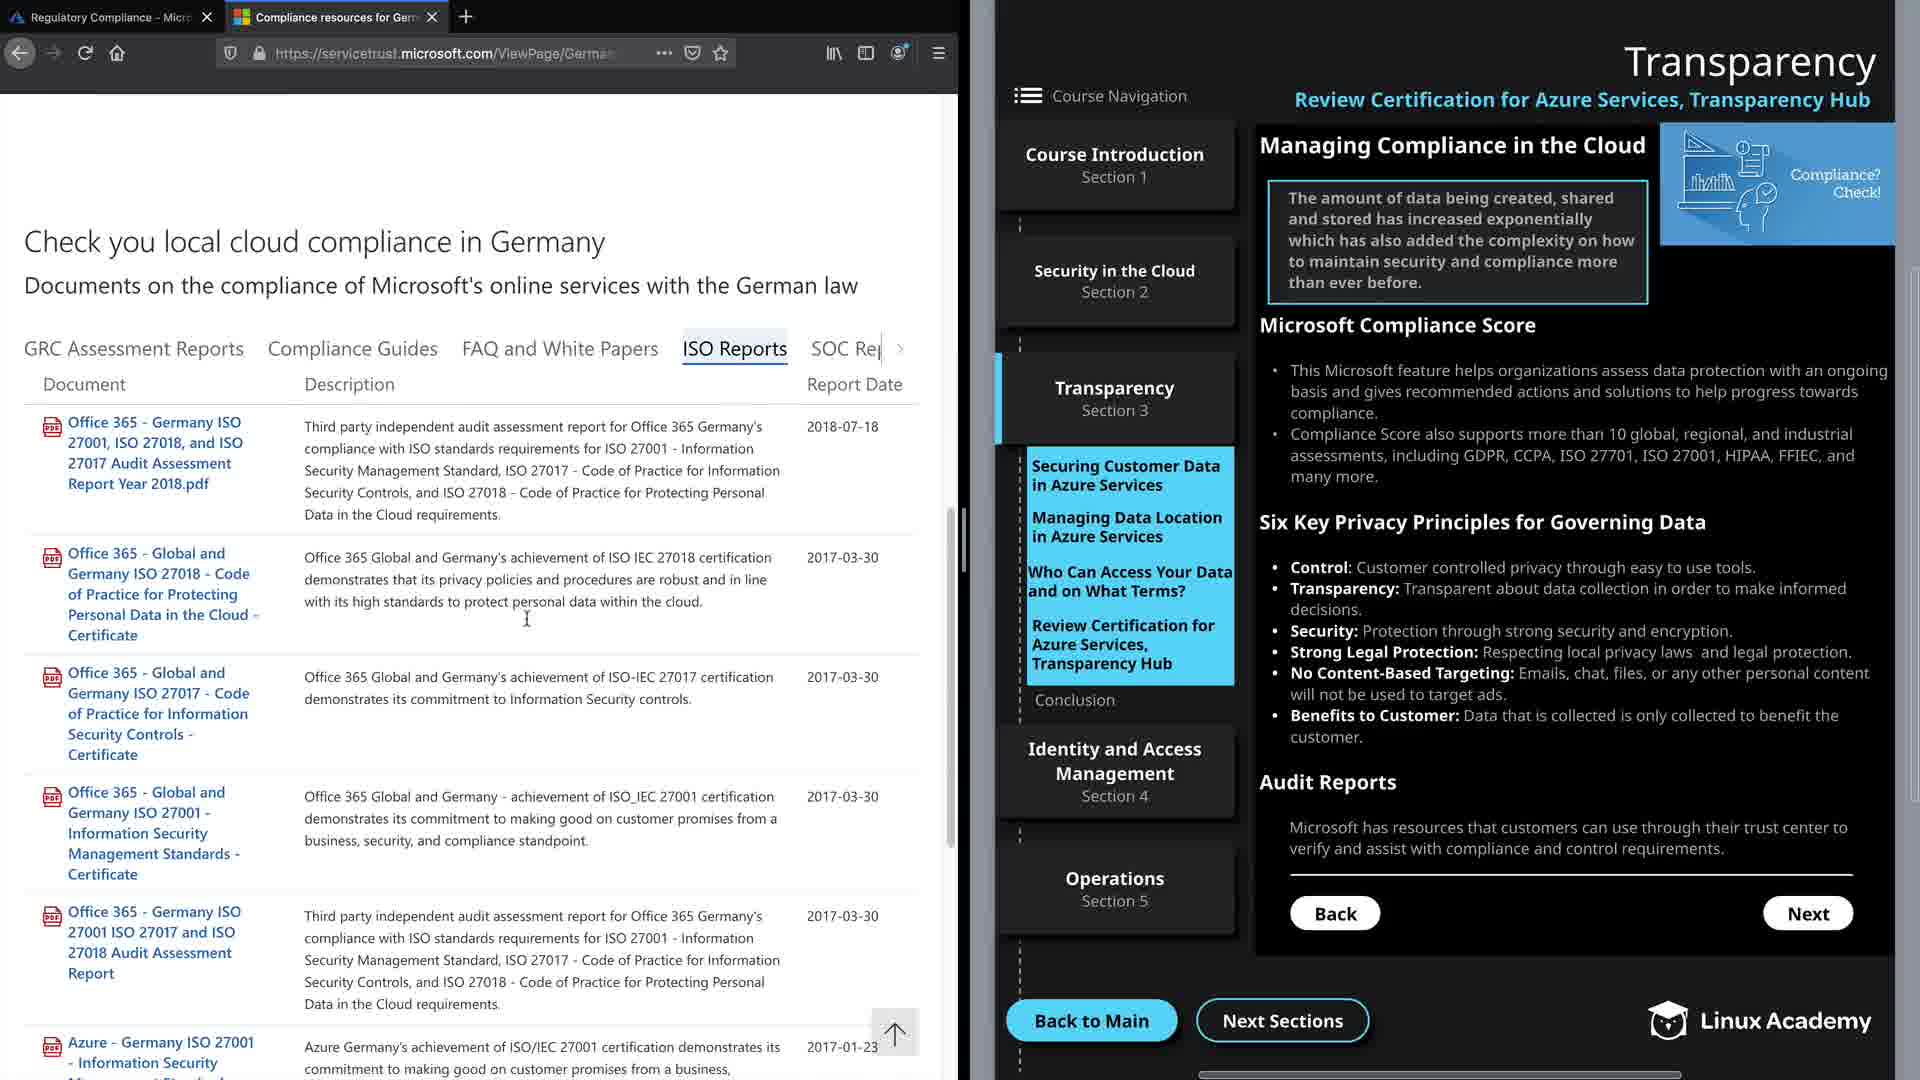 Regulatory Compliance - Micro
Compliance resources for Germ
https://servicetrust.microsoft.com/ViewPage/German
Check you local cloud compliance in Germany
Documents on the compliance of Microsoft's online services with the German law
GRC Assessment Reports
Compliance Guides
FAQ and White Papers
ISO Reports
SOC Rep
Document
Description
Report Date
Office 365 - Germany ISO
27001, ISO 27018, and ISO
27017 Audit Assessment
Report Year 2018.pdf
Third party independent audit assessment report for Office 365 Germany's
compliance with ISO standards requirements for ISO 27001 - Information
Security Management Standard, ISO 27017 - Code of Practice for Information
Security Controls, and ISO 27018 - Code of Practice for Protecting Personal
Data in the Cloud requirements.
2018-07-18
Office 365 - Global and
Germany ISO 27018 - Code
of Practice for Protecting
Personal Data in the Cloud -
Certificate
Office 365 Global and Germany's achievement of ISO IEC 27018 certification
demonstrates that its privacy policies and procedures are robust and in line
with its high standards to protect personal data within the cloud.
2017-03-30
Office 365 - Global and
Germany ISO 27017 - Code
of Practice for Information
Security Controls -
Certificate
Office 365 Global and Germany's achievement of ISO-IEC 27017 certification
demonstrates its commitment to Information Security controls.
2017-03-30
Office 365 - Global and
Germany ISO 27001 -
Information Security
Management Standards -
Certificate
Office 365 Global and Germany - achievement of ISO_IEC 27001 certification
demonstrates its commitment to making good on customer promises from a
business, security, and compliance standpoint.
2017-03-30
Office 365 - Germany ISO
27001 ISO 27017 and ISO
27018 Audit Assessment
Report
Third party independent audit assessment report for Office 365 Germany's
compliance with ISO standards requirements for ISO 27001 - Information
Security Management Standard, ISO 27017 - Code of Practice for Information
Security Controls, and ISO 27018 - Code of Practice for Protecting Personal
Data in the Cloud requirements.
2017-03-30
Azure - Germany ISO 27001
- Information Security
Azure Germany's achievement of ISO/IEC 27001 certification demonstrates its
commitment to making good on customer promises from a business,
2017-01-23
Transparency
Review Certification for Azure Services, Transparency Hub
Course Navigation
Course Introduction
Section 1
Security in the Cloud
Section 2
Transparency
Section 3
Securing Customer Data
in Azure Services
Managing Data Location
in Azure Services
Who Can Access Your Data
and on What Terms?
Review Certification for
Azure Services,
Transparency Hub
Conclusion
Identity and Access
Management
Section 4
Operations
Section 5
Managing Compliance in the Cloud
Compliance?
Check!
The amount of data being created, shared
and stored has increased exponentially
which has also added the complexity on how
to maintain security and compliance more
than ever before.
Microsoft Compliance Score
• This Microsoft feature helps organizations assess data protection with an ongoing
basis and gives recommended actions and solutions to help progress towards
compliance.
• Compliance Score also supports more than 10 global, regional, and industrial
assessments, including GDPR, CCPA, ISO 27701, ISO 27001, HIPAA, FFIEC, and
many more.
Six Key Privacy Principles for Governing Data
• Control: Customer controlled privacy through easy to use tools.
• Transparency: Transparent about data collection in order to make informed
decisions.
• Security: Protection through strong security and encryption.
• Strong Legal Protection: Respecting local privacy laws and legal protection.
• No Content-Based Targeting: Emails, chat, files, or any other personal content
will not be used to target ads.
• Benefits to Customer: Data that is collected is only collected to benefit the
customer.
Audit Reports
Microsoft has resources that customers can use through their trust center to
verify and assist with compliance and control requirements.
Back
Next
Back to Main
Next Sections
Linux Academy